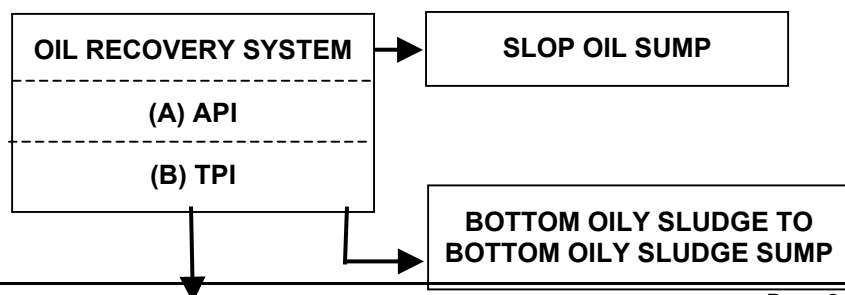 OIL RECOVERY SYSTEM
SLOP OIL SUMP
(A) API
(B) TPI
BOTTOM OILY SLUDGE TO
BOTTOM OILY SLUDGE SUMP